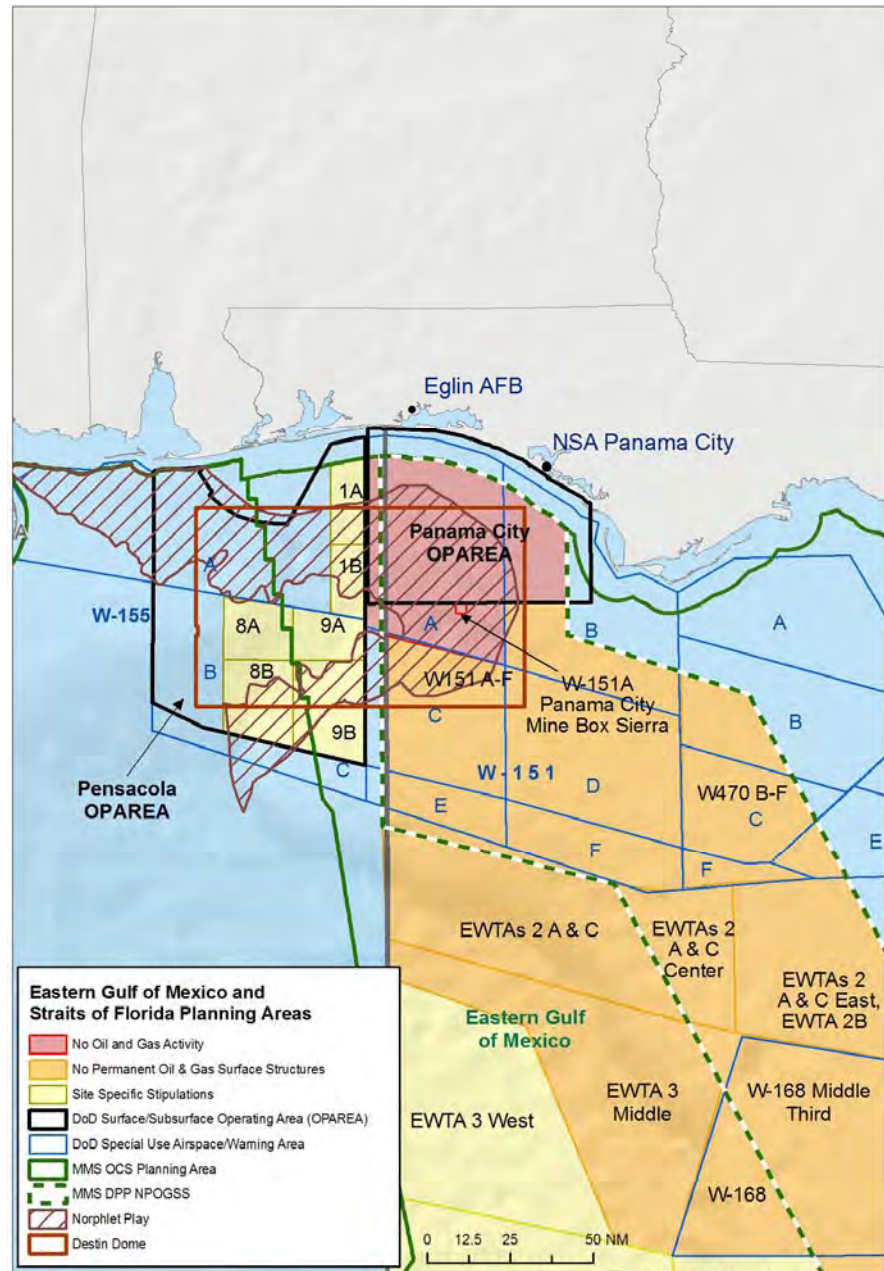 Eglin AFB
NSA Panama City
1A
Panama City
OPAREA
A
1B
A
W-155
8A
9A
A
B
A
B
8B
W151 A-F
W-151A
Panama City
Mine Box Sierra
C
B
9B
Pensacola
OPAREA
C
W-151
D
W470 B-F
C
E
E
F
F
EWTAs 2 A & C
EWTAs 2
A & C
Center
EWTAs 2
A & C East,
EWTA 2B
Eastern Gulf
of Mexico
EWTA 3 West
EWTA 3
Middle
W-168 Middle
Third
W-168
Eastern Gulf of Mexico and
Straits of Florida Planning Areas
No Oil and Gas Activity
No Permanent Oil & Gas Surface Structures
Site Specific Stipulations
DoD Surface/Subsurface Operating Area (OPAREA)
DoD Special Use Airspace/Warning Area
MMS OCS Planning Area
MMS DPP NPOGSS
Norphlet Play
Destin Dome
0 12.5 25 50 NM